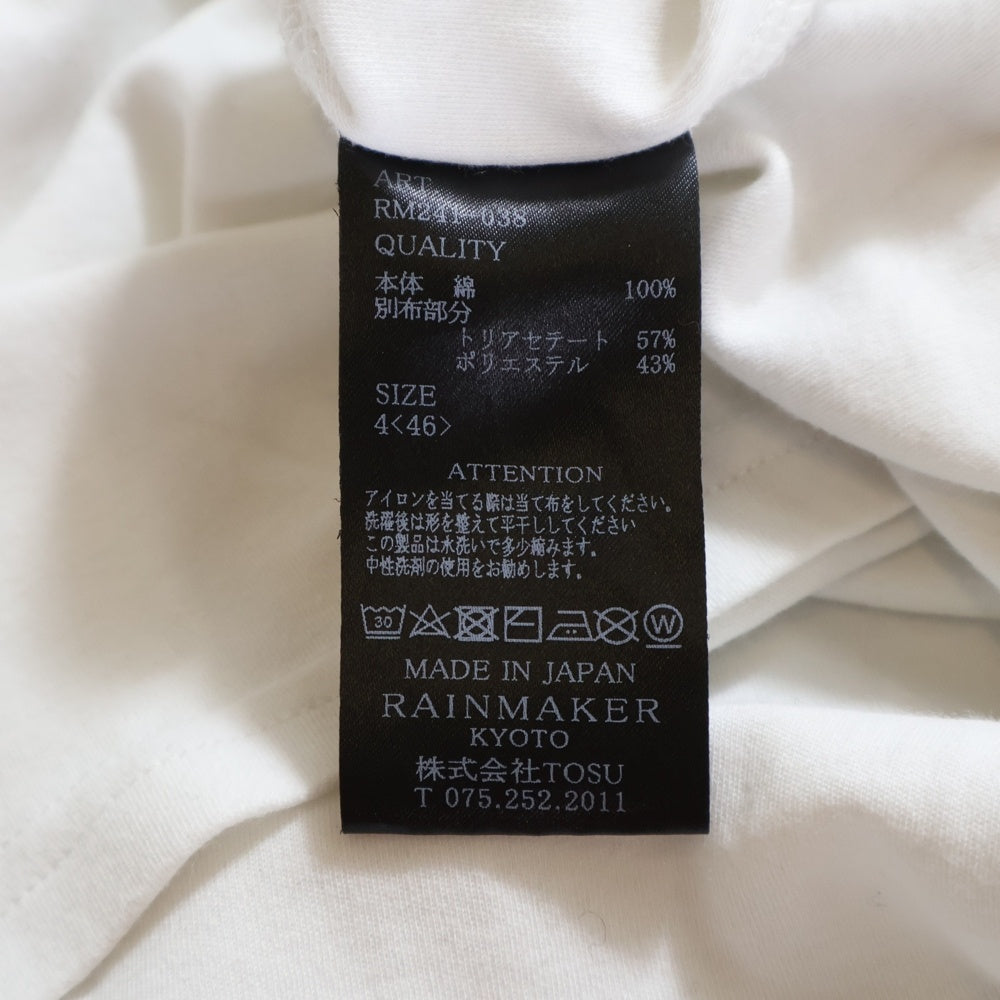 ART
RM241-038
QUALITY
本体 綿 100%
別布部分
トリアセテート 57%
ポリエステル 43%
SIZE
4<46>
ATTENTION
アイロンを当てる際は当て布をしてください。
洗濯後は形を整えて平干ししてください
この製品は水洗いで多少縮みます。
中性洗剤の使用をお勧めします。
30 W
MADE IN JAPAN
RAINMAKER
KYOTO
株式会社TOSU
T 075.252.2011